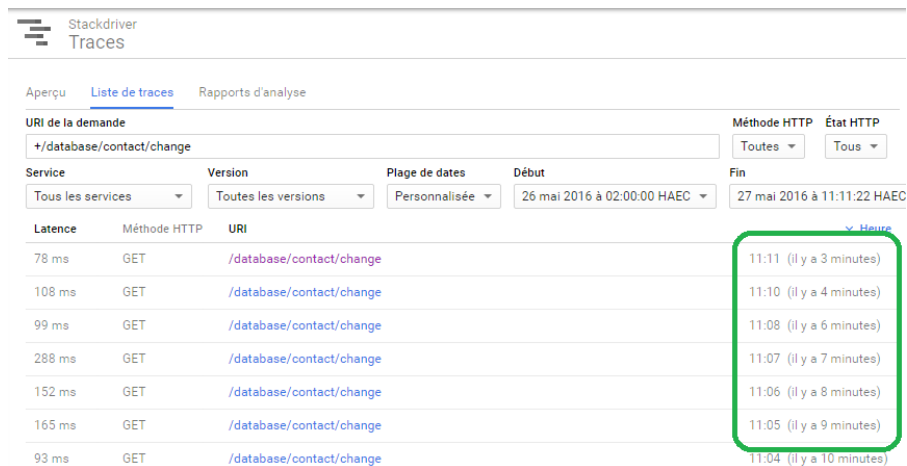 Stackdriver
Traces
Aperçu Liste de traces Rapports d'analyse
URI de la demande Méthode HTTP État HTTP
+/database/contact/change Toutes Tous
Service Version Plage de dates Début Fin
Tous les services Toutes les versions Personnalisée 26 mai 2016 à 02:00:00 HAEC 27 mai 2016 à 11:11:22 HAEC
Latence Méthode HTTP URI Heure
78 ms GET /database/contact/change 11:11 (il y a 3 minutes)
108 ms GET /database/contact/change 11:10 (il y a 4 minutes)
99 ms GET /database/contact/change 11:08 (il y a 6 minutes)
288 ms GET /database/contact/change 11:07 (il y a 7 minutes)
152 ms GET /database/contact/change 11:06 (il y a 8 minutes)
165 ms GET /database/contact/change 11:05 (il y a 9 minutes)
93 ms GET /database/contact/change 11:04 (il y a 10 minutes)